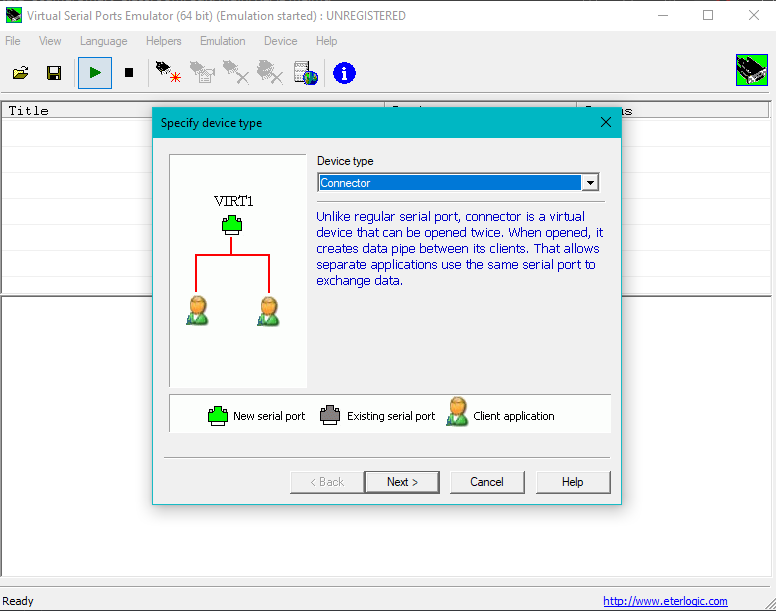 Virtual Serial Ports Emulator (64 bit) (Emulation started) : UNREGISTERED
File View Language Helpers Emulation Device Help
Title
Specify device type
Device type
Connector
VIRT1
Unlike regular serial port, connector is a virtual
device that can be opened twice. When opened, it
creates data pipe between its clients. That allows
separate applications use the same serial port to
exchange data.
New serial port Existing serial port Client application
< Back Next > Cancel Help
Ready http://www.eterlogic.com